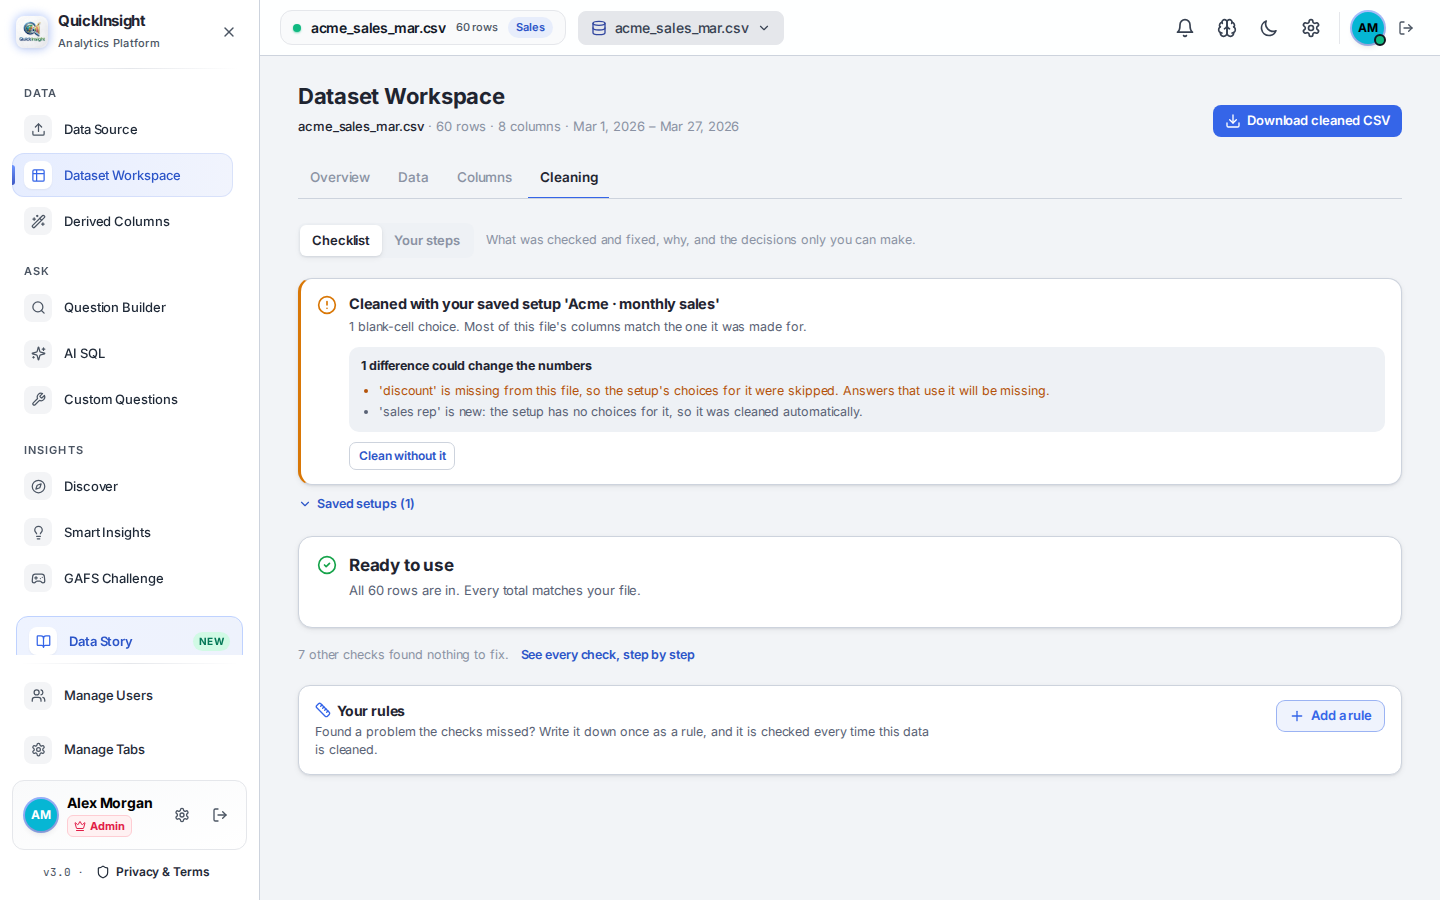 QuickInsight
Analytics Platform
DATA
Data Source
Dataset Workspace
Derived Columns
ASK
Question Builder
AI SQL
Custom Questions
INSIGHTS
Discover
Smart Insights
GAFS Challenge
Data Story NEW
Manage Users
Manage Tabs
AM Alex Morgan
Admin
v3.0 · Privacy & Terms
acme_sales_mar.csv 60 rows Sales
acme_sales_mar.csv
AM
Dataset Workspace
acme_sales_mar.csv · 60 rows · 8 columns · Mar 1, 2026 – Mar 27, 2026
Download cleaned CSV
Overview Data Columns Cleaning
Checklist Your steps What was checked and fixed, why, and the decisions only you can make.
Cleaned with your saved setup 'Acme · monthly sales'
1 blank-cell choice. Most of this file's columns match the one it was made for.
1 difference could change the numbers
• 'discount' is missing from this file, so the setup's choices for it were skipped. Answers that use it will be missing.
• 'sales rep' is new: the setup has no choices for it, so it was cleaned automatically.
Clean without it
Saved setups (1)
Ready to use
All 60 rows are in. Every total matches your file.
7 other checks found nothing to fix. See every check, step by step
Your rules
Found a problem the checks missed? Write it down once as a rule, and it is checked every time this data
is cleaned.
Add a rule